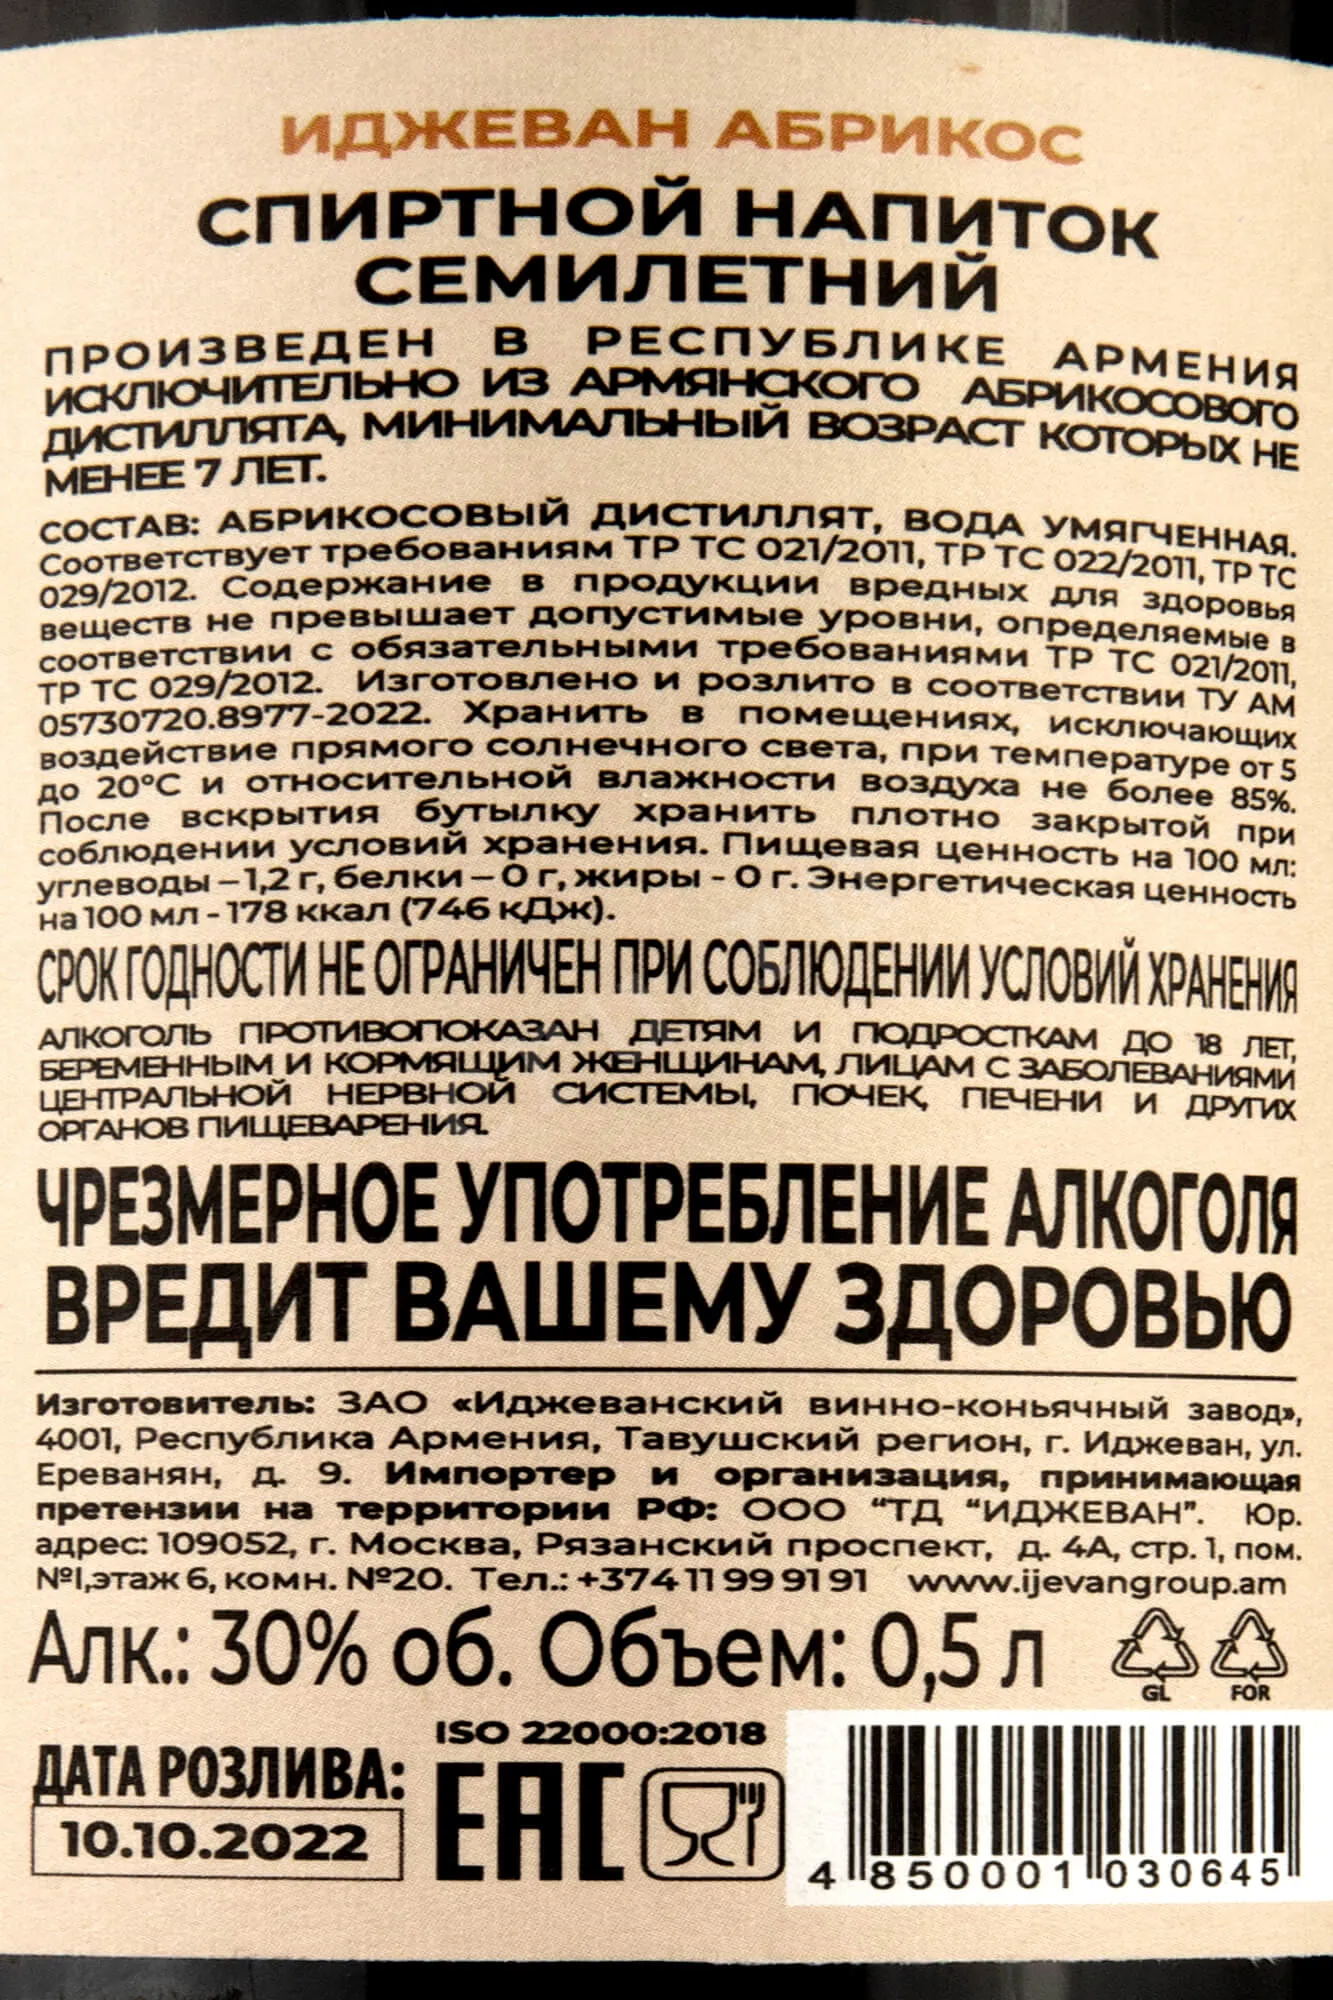 ИДЖЕВАН АБРИКОС
СПИРТНОЙ НАПИТОК
СЕМИЛЕТНИЙ
ПРОИЗВЕДЕН В РЕСПУБЛИКЕ АРМЕНИЯ
ИСКЛЮЧИТЕЛЬНО ИЗ АРМЯНСКОГО АБРИКОСОВОГО
ДИСТИЛЛЯТА, МИНИМАЛЬНЫЙ ВОЗРАСТ КОТОРЫХ НЕ
МЕНЕЕ 7 ЛЕТ.
СОСТАВ: АБРИКОСОВЫЙ ДИСТИЛЛЯТ, ВОДА УМЯГЧЕННАЯ.
Соответствует требованиям ТР ТС 021/2011, ТР ТС 022/2011, ТР ТС
029/2012. Содержание в продукции вредных для здоровья
веществ не превышает допустимые уровни, определяемые в
соответствии с обязательными требованиями ТР ТС 021/2011,
ТР ТС 029/2012. Изготовлено и розлито в соответствии ТУ АМ
05730720.8977-2022. Хранить в помещениях, исключающих
воздействие прямого солнечного света, при температуре от 5
до 20°С и относительной влажности воздуха не более 85%.
После вскрытия бутылку хранить плотно закрытой при
соблюдении условий хранения. Пищевая ценность на 100 мл:
углеводы – 1,2 г, белки – 0 г, жиры - 0 г. Энергетическая ценность
на 100 мл - 178 ккал (746 кДж).
СРОК ГОДНОСТИ НЕ ОГРАНИЧЕН ПРИ СОБЛЮДЕНИИ УСЛОВИЙ ХРАНЕНИЯ
АЛКОГОЛЬ ПРОТИВОПОКАЗАН ДЕТЯМ И ПОДРОСТКАМ ДО 18 ЛЕТ,
БЕРЕМЕННЫМ И КОРМЯЩИМ ЖЕНЩИНАМ, ЛИЦАМ С ЗАБОЛЕВАНИЯМИ
ЦЕНТРАЛЬНОЙ НЕРВНОЙ СИСТЕМЫ, ПОЧЕК, ПЕЧЕНИ И ДРУГИХ
ОРГАНОВ ПИЩЕВАРЕНИЯ.
ЧРЕЗМЕРНОЕ УПОТРЕБЛЕНИЕ АЛКОГОЛЯ
ВРЕДИТ ВАШЕМУ ЗДОРОВЬЮ
Изготовитель: ЗАО «Иджеванский винно-коньячный завод»,
4001, Республика Армения, Тавушский регион, г. Иджеван, ул.
Ереванян, д. 9. Импортер и организация, принимающая
претензии на территории РФ: ООО “ТД “ИДЖЕВАН”. Юр.
адрес: 109052, г. Москва, Рязанский проспект, д. 4А, стр. 1, пом.
№I,этаж 6, комн. №20. Тел.: +374 11 99 91 91 www.ijevangroup.am
Алк.: 30% об. Объем: 0,5 л
GL FOR
ISO 22000:2018
ДАТА РОЗЛИВА:
10.10.2022
EAC
4 850001 030645